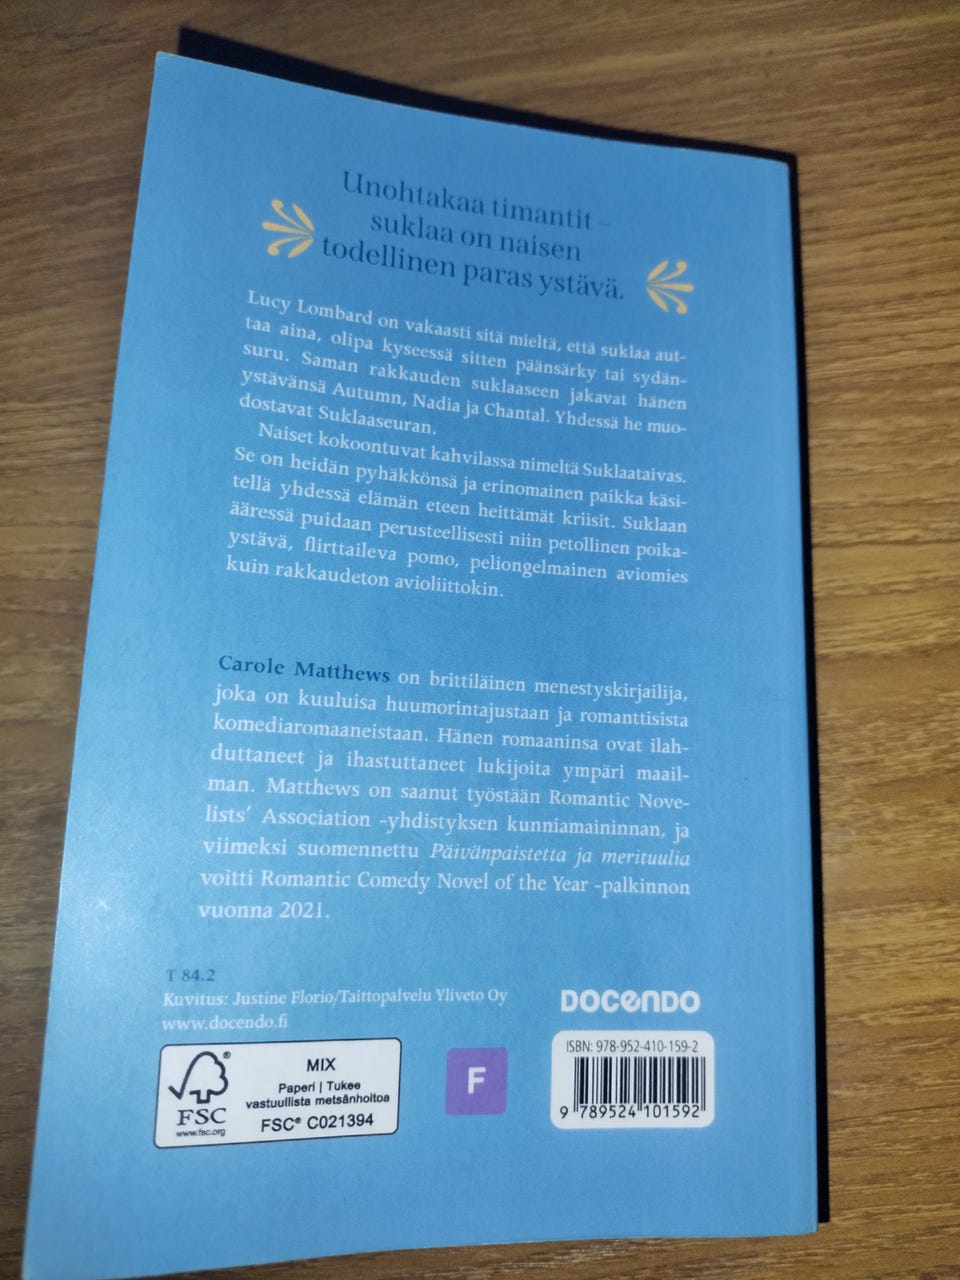 Unohtakaa timantit –
suklaa on naisen
todellinen paras ystävä.
Lucy Lombard on vakaasti sitä mieltä, että suklaa aut-
taa aina, olipa kyseessä sitten päänsärky tai sydän-
suru. Saman rakkauden suklaaseen jakavat hänen
ystävänsä Autumn, Nadia ja Chantal. Yhdessä he muo-
dostavat Suklaaseuran.
Naiset kokoontuvat kahvilassa nimeltä Suklaataivas.
Se on heidän pyhäkkönsä ja erinomainen paikka käsi-
tellä yhdessä elämän eteen heittämät kriisit. Suklaan
ääressä puidaan perusteellisesti niin petollinen poika-
ystävä, flirttaileva pomo, peliongelmainen aviomies
kuin rakkaudeton avioliittokin.
Carole Matthews on brittiläinen menestyskirjailija,
joka on kuuluisa huumorintajustaan ja romanttisista
komediaromaaneistaan. Hänen romaaninsa ovat ilah-
duttaneet ja ihastuttaneet lukijoita ympäri maail-
man. Matthews on saanut työstään Romantic Nove-
lists’ Association -yhdistyksen kunniamaininnan, ja
viimeksi suomennettu Päivänpaistetta ja merituulia
voitti Romantic Comedy Novel of the Year -palkinnon
vuonna 2021.
T 84.2
Kuvitus: Justine Florio/Taittopalvelu Yliveto Oy
www.docendo.fi
DOCENDO
FSC®
www.fsc.org
MIX
Paperi | Tukee
vastuullista metsänhoitoa
FSC® C021394
F
ISBN: 978-952-410-159-2
9 789524 101592